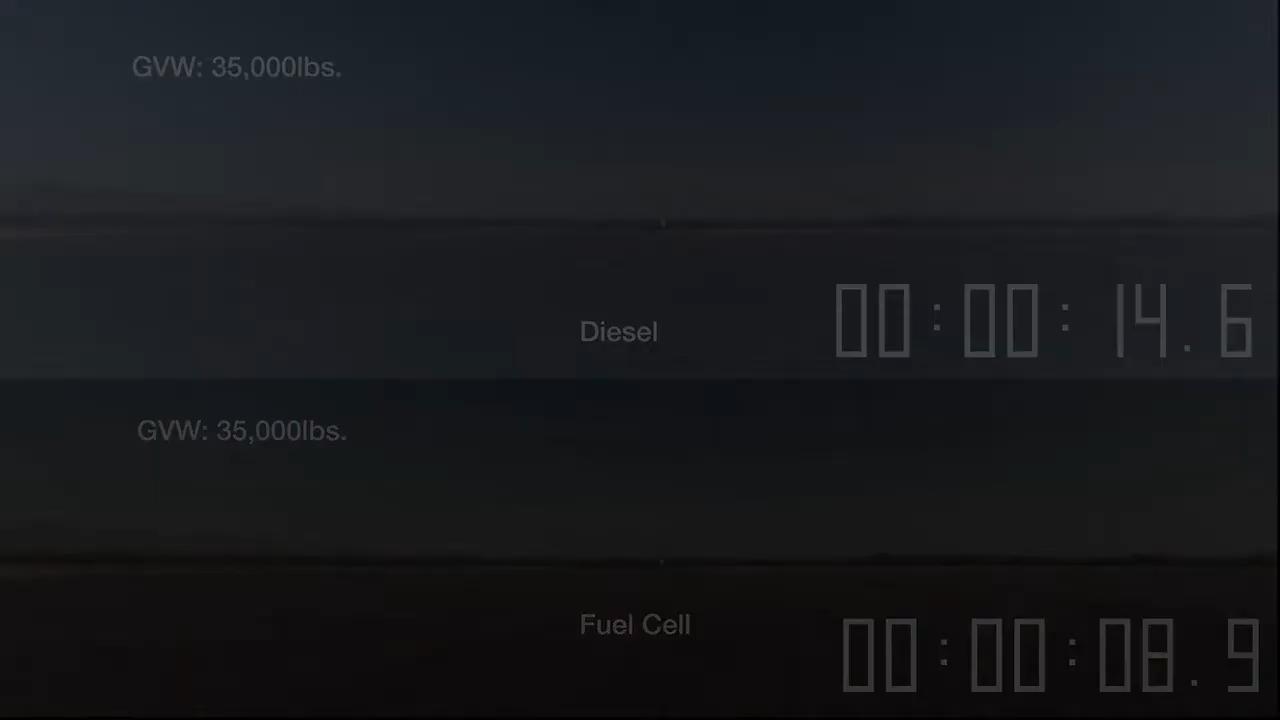 GVW: 35,000lbs.
Diesel
00:00:14.6
GVW: 35,000lbs.
Fuel Cell
00:00:08.9